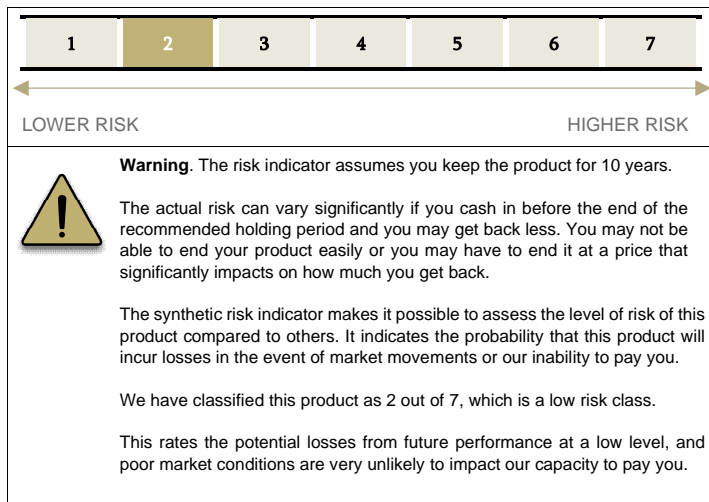 1 2 3 4 5 6 7
LOWER RISK HIGHER RISK
Warning. The risk indicator assumes you keep the product for 10 years.
The actual risk can vary significantly if you cash in before the end of the
recommended holding period and you may get back less. You may not be
able to end your product easily or you may have to end it at a price that
significantly impacts on how much you get back.
The synthetic risk indicator makes it possible to assess the level of risk of this
product compared to others. It indicates the probability that this product will
incur losses in the event of market movements or our inability to pay you.
We have classified this product as 2 out of 7, which is a low risk class.
This rates the potential losses from future performance at a low level, and
poor market conditions are very unlikely to impact our capacity to pay you.